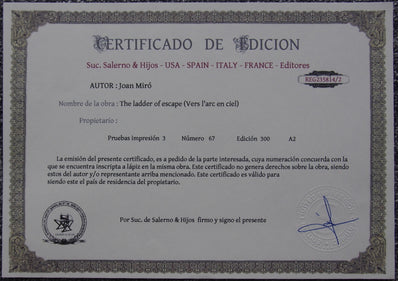 CERTIFICADO DE EDICION
Suc. Salerno & Hijos - USA - SPAIN - ITALY - FRANCE - Editores
REG235814/2
AUTOR : Joan Miró
Nombre de la obra : The ladder of escape (Vers l'arc en ciel)
Propietario :
Pruebas impresión 3 Número 67 Edición 300 A2
La emisión del presente certificado, es a pedido de la parte interesada, cuya numeración concuerda con la
que se encuentra inscripta a lápiz en la misma obra. Este certificado no genera derechos sobre la obra, siendo
estos del autor y/o representante arriba mencionado. Este certificado es válido para
siendo este el país de residencia del propietario.
Por Suc. de Salerno & Hijos firmo y signo el presente